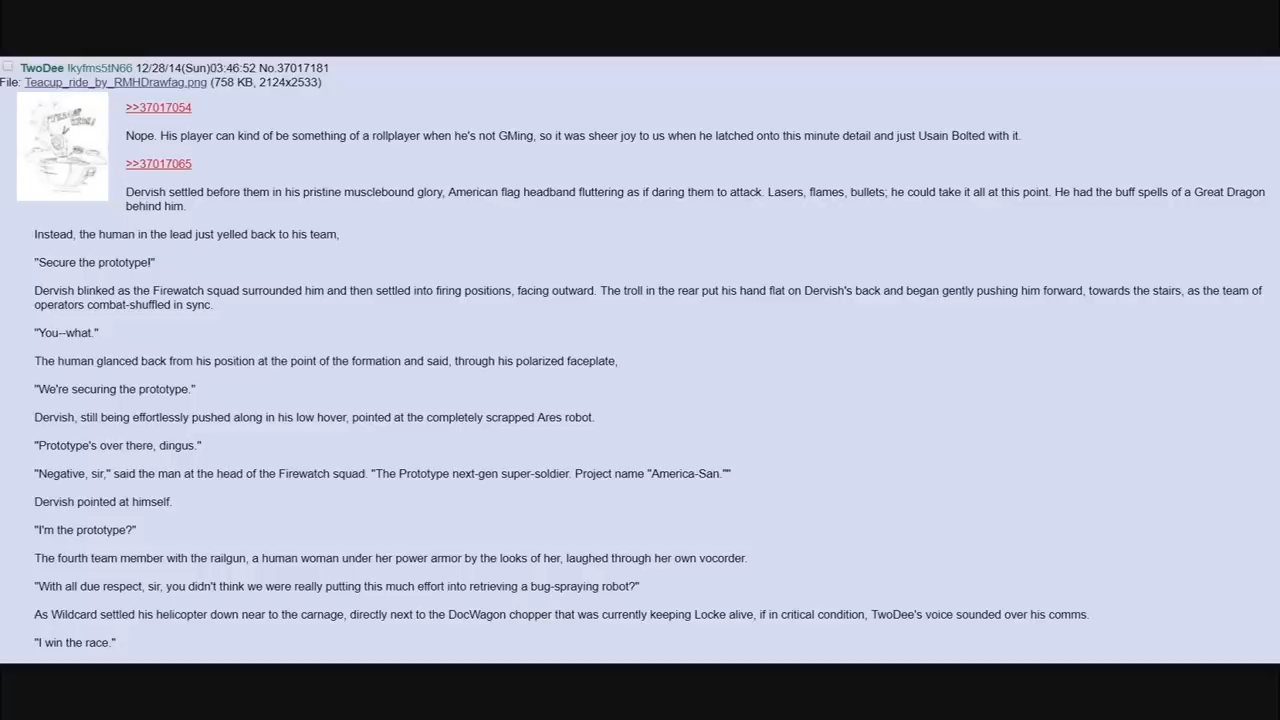 TwoDee !kyfms5tN66 12/28/14(Sun)03:46:52 No.37017181
File: Teacup_ride_by_RMHDrawfag.png (758 KB, 2124x2533)
>>37017054
Nope. His player can kind of be something of a rollplayer when he's not GMing, so it was sheer joy to us when he latched onto this minute detail and just Usain Bolted with it.
>>37017065
Dervish settled before them in his pristine musclebound glory, American flag headband fluttering as if daring them to attack. Lasers, flames, bullets; he could take it all at this point. He had the buff spells of a Great Dragon
behind him.
Instead, the human in the lead just yelled back to his team,
"Secure the prototype!"
Dervish blinked as the Firewatch squad surrounded him and then settled into firing positions, facing outward. The troll in the rear put his hand flat on Dervish's back and began gently pushing him forward, towards the stairs, as the team of
operators combat-shuffled in sync.
"You--what."
The human glanced back from his position at the point of the formation and said, through his polarized faceplate,
"We're securing the prototype."
Dervish, still being effortlessly pushed along in his low hover, pointed at the completely scrapped Ares robot.
"Prototype's over there, dingus."
"Negative, sir," said the man at the head of the Firewatch squad. "The Prototype next-gen super-soldier. Project name "America-San.""
Dervish pointed at himself.
"I'm the prototype?"
The fourth team member with the railgun, a human woman under her power armor by the looks of her, laughed through her own vocorder.
"With all due respect, sir, you didn't think we were really putting this much effort into retrieving a bug-spraying robot?"
As Wildcard settled his helicopter down near to the carnage, directly next to the DocWagon chopper that was currently keeping Locke alive, if in critical condition, TwoDee's voice sounded over his comms.
"I win the race."